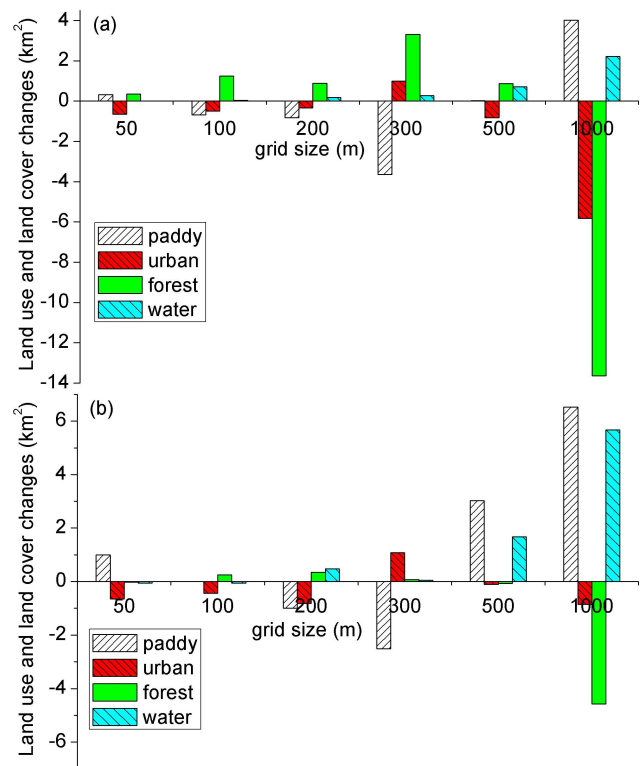 (a)
Land use and land cover changes (km²)
4
2
0
-2
-4
-6
-8
-10
-12
-14
50 100 200 300 500 1000
grid size (m)
paddy
urban
forest
water
(b)
Land use and land cover changes (km²)
6
4
2
0
-2
-4
-6
50 100 200 300 500 1000
grid size (m)
paddy
urban
forest
water